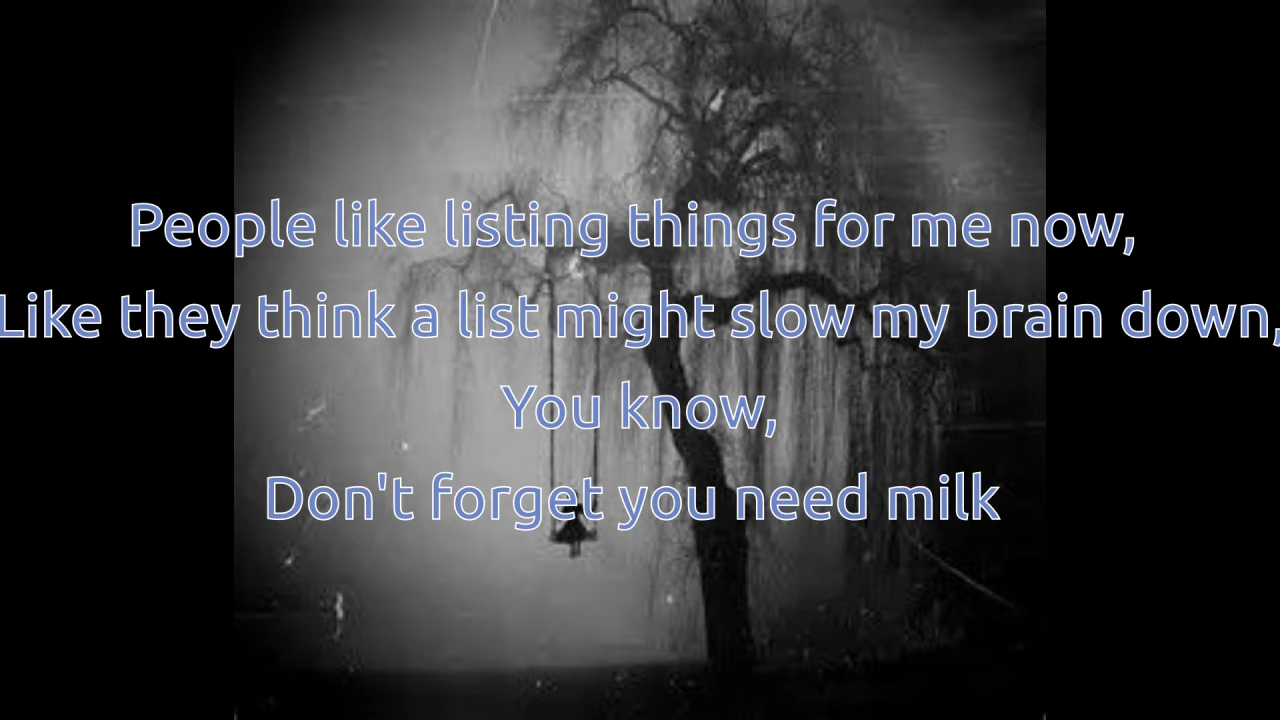 People like listing things for me now,
Like they think a list might slow my brain down,
You know,
Don't forget you need milk